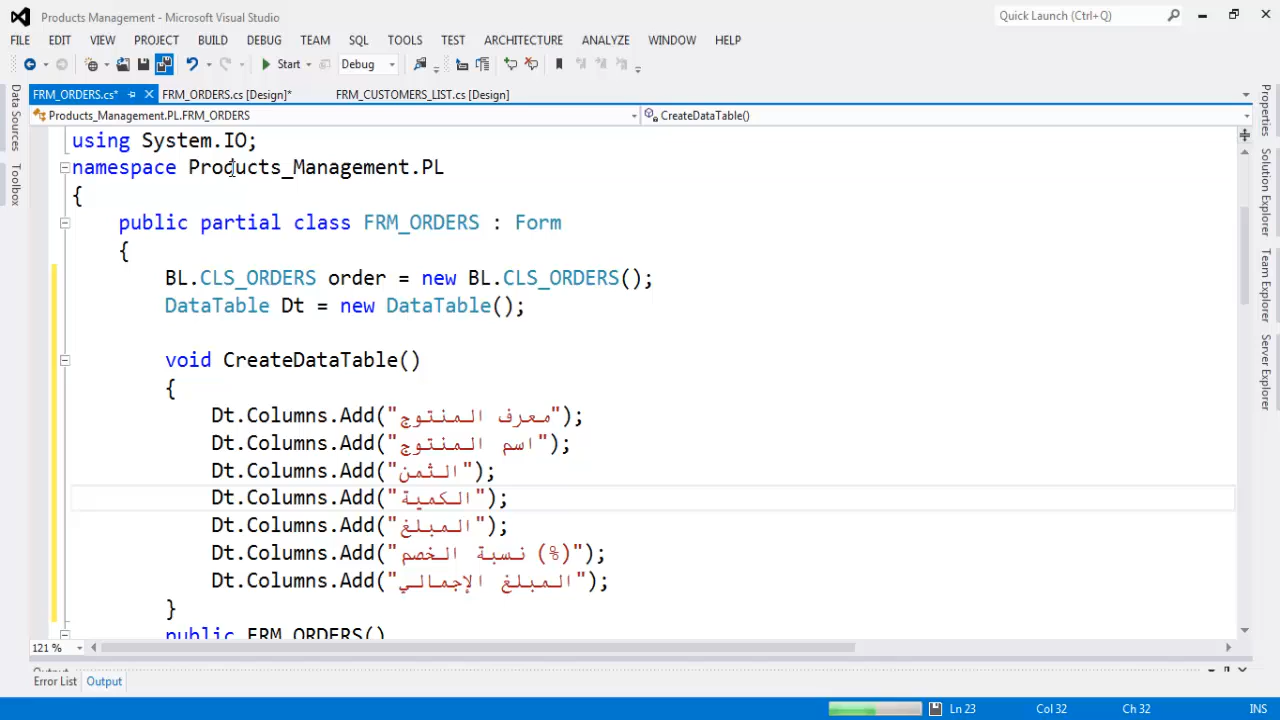 Products Management - Microsoft Visual Studio
Quick Launch (Ctrl+Q)
FILE EDIT VIEW PROJECT BUILD DEBUG TEAM SQL TOOLS TEST ARCHITECTURE ANALYZE WINDOW HELP
Start Debug
FRM_ORDERS.cs* FRM_ORDERS.cs [Design]* FRM_CUSTOMERS_LIST.cs [Design]
Products_Management.PL.FRM_ORDERS CreateDataTable()
Data Sources
Toolbox
using System.IO;
namespace Products_Management.PL
{
public partial class FRM_ORDERS : Form
{
BL.CLS_ORDERS order = new BL.CLS_ORDERS();
DataTable Dt = new DataTable();
void CreateDataTable()
{
Dt.Columns.Add("معرف المنتوج");
Dt.Columns.Add("اسم المنتوج");
Dt.Columns.Add("الثمن");
Dt.Columns.Add("الكمية");
Dt.Columns.Add("المبلغ");
Dt.Columns.Add("نسبة الخصم (%)");
Dt.Columns.Add("المبلغ الإجمالي");
}
public FRM_ORDERS()
Properties
Solution Explorer
Team Explorer
Server Explorer
121 %
Output
Error List Output
Ln 23 Col 32 Ch 32 INS